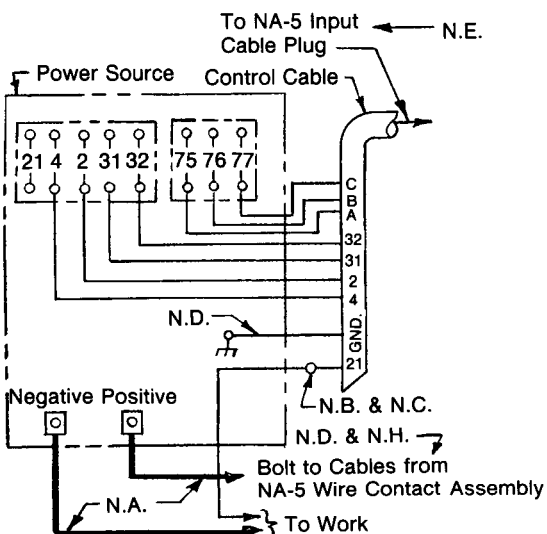 To NA-5 Input
Cable Plug
N.E.
Power Source
Control Cable
21 4 2 31 32
75 76 77
C
B
A
32
31
2
4
N.D.
GND.
21
Negative Positive
N.B. & N.C.
N.D. & N.H.
Bolt to Cables from
NA-5 Wire Contact Assembly
N.A.
To Work